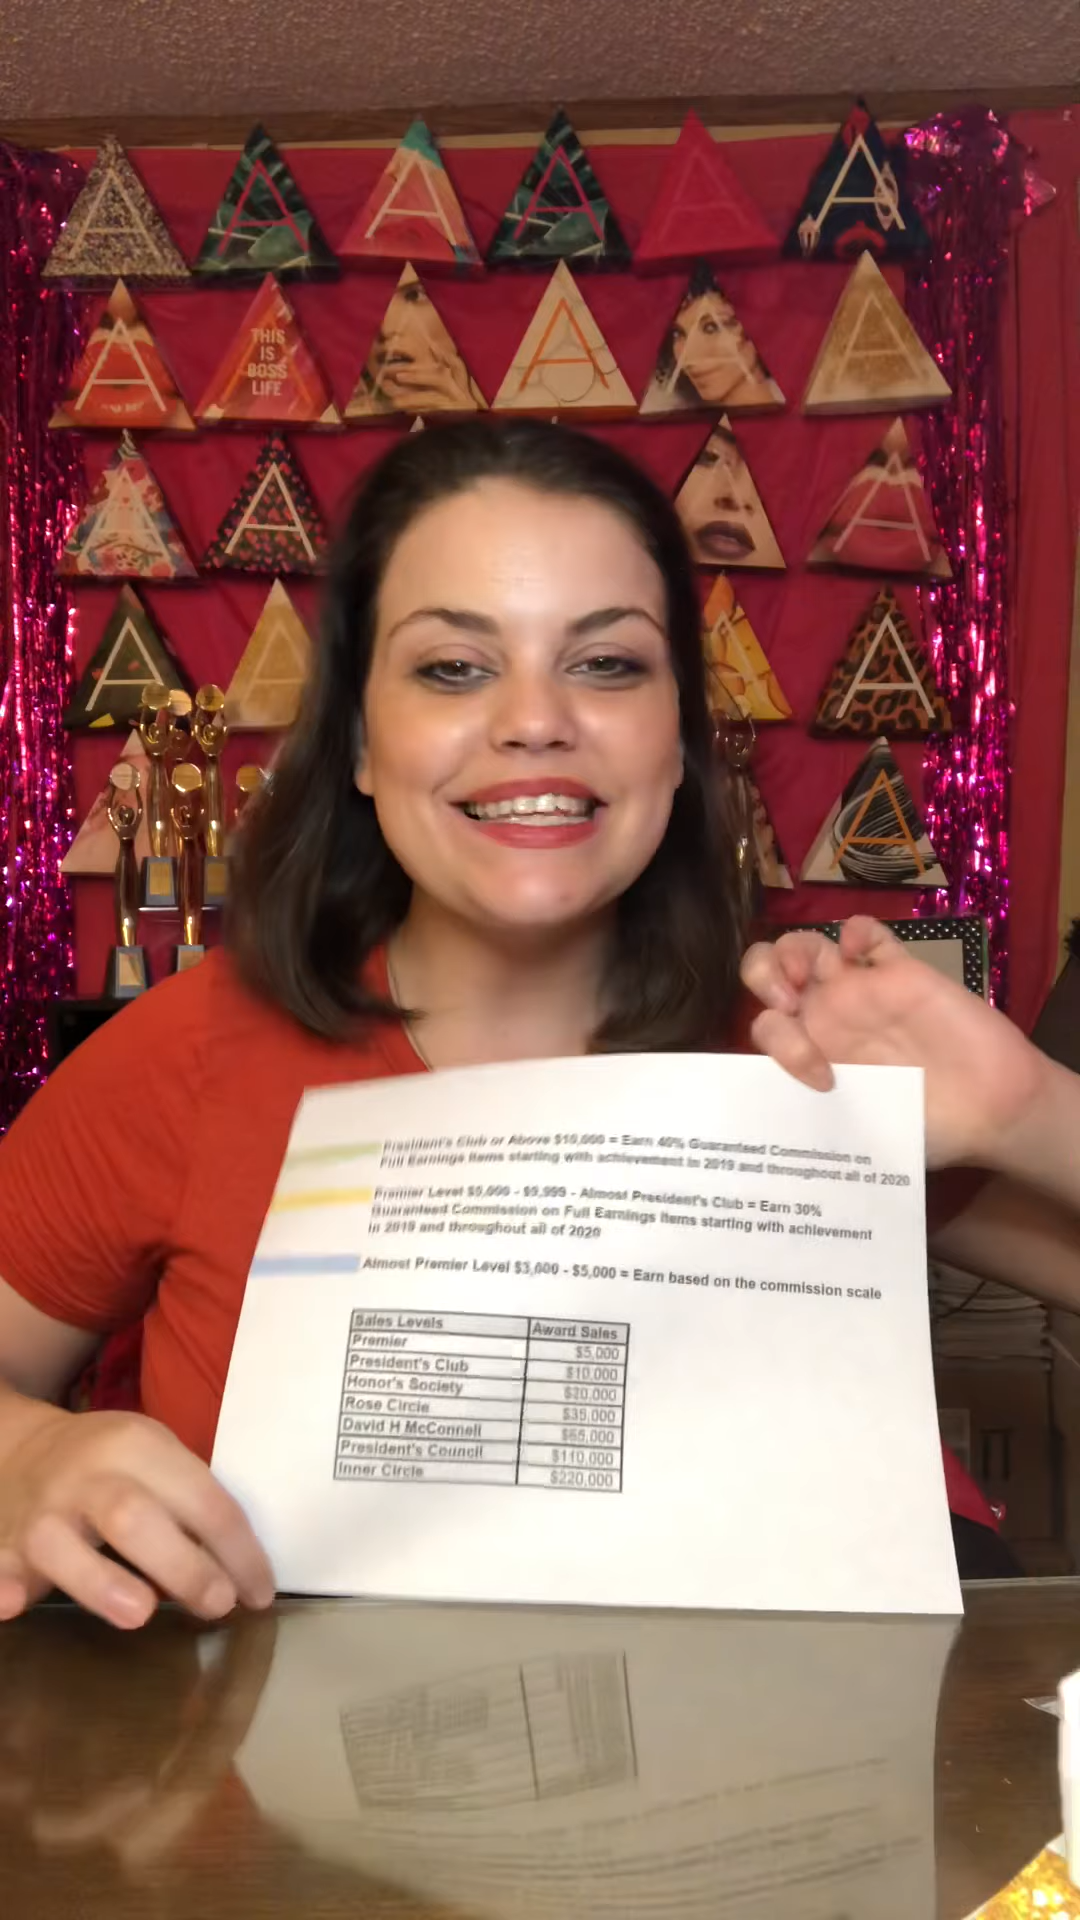 A A A A A A
A THIS
IS
BOSS
LIFE A A A A
A A A
A A A A
A
President's Club or Above $10,000 = Earn 40% Guaranteed Commission on
Full Earnings Items starting with achievement in 2019 and throughout all of 2020
Premier Level $5,000 - $9,999 - Almost President's Club = Earn 30%
Guaranteed Commission on Full Earnings Items starting with achievement
in 2019 and throughout all of 2020
Almost Premier Level $3,000 - $5,000 = Earn based on the commission scale
Sales Levels Award Sales
Premier $5,000
President's Club $10,000
Honor's Society $20,000
Rose Circle $35,000
David H McConnell $65,000
President's Council $110,000
Inner Circle $220,000